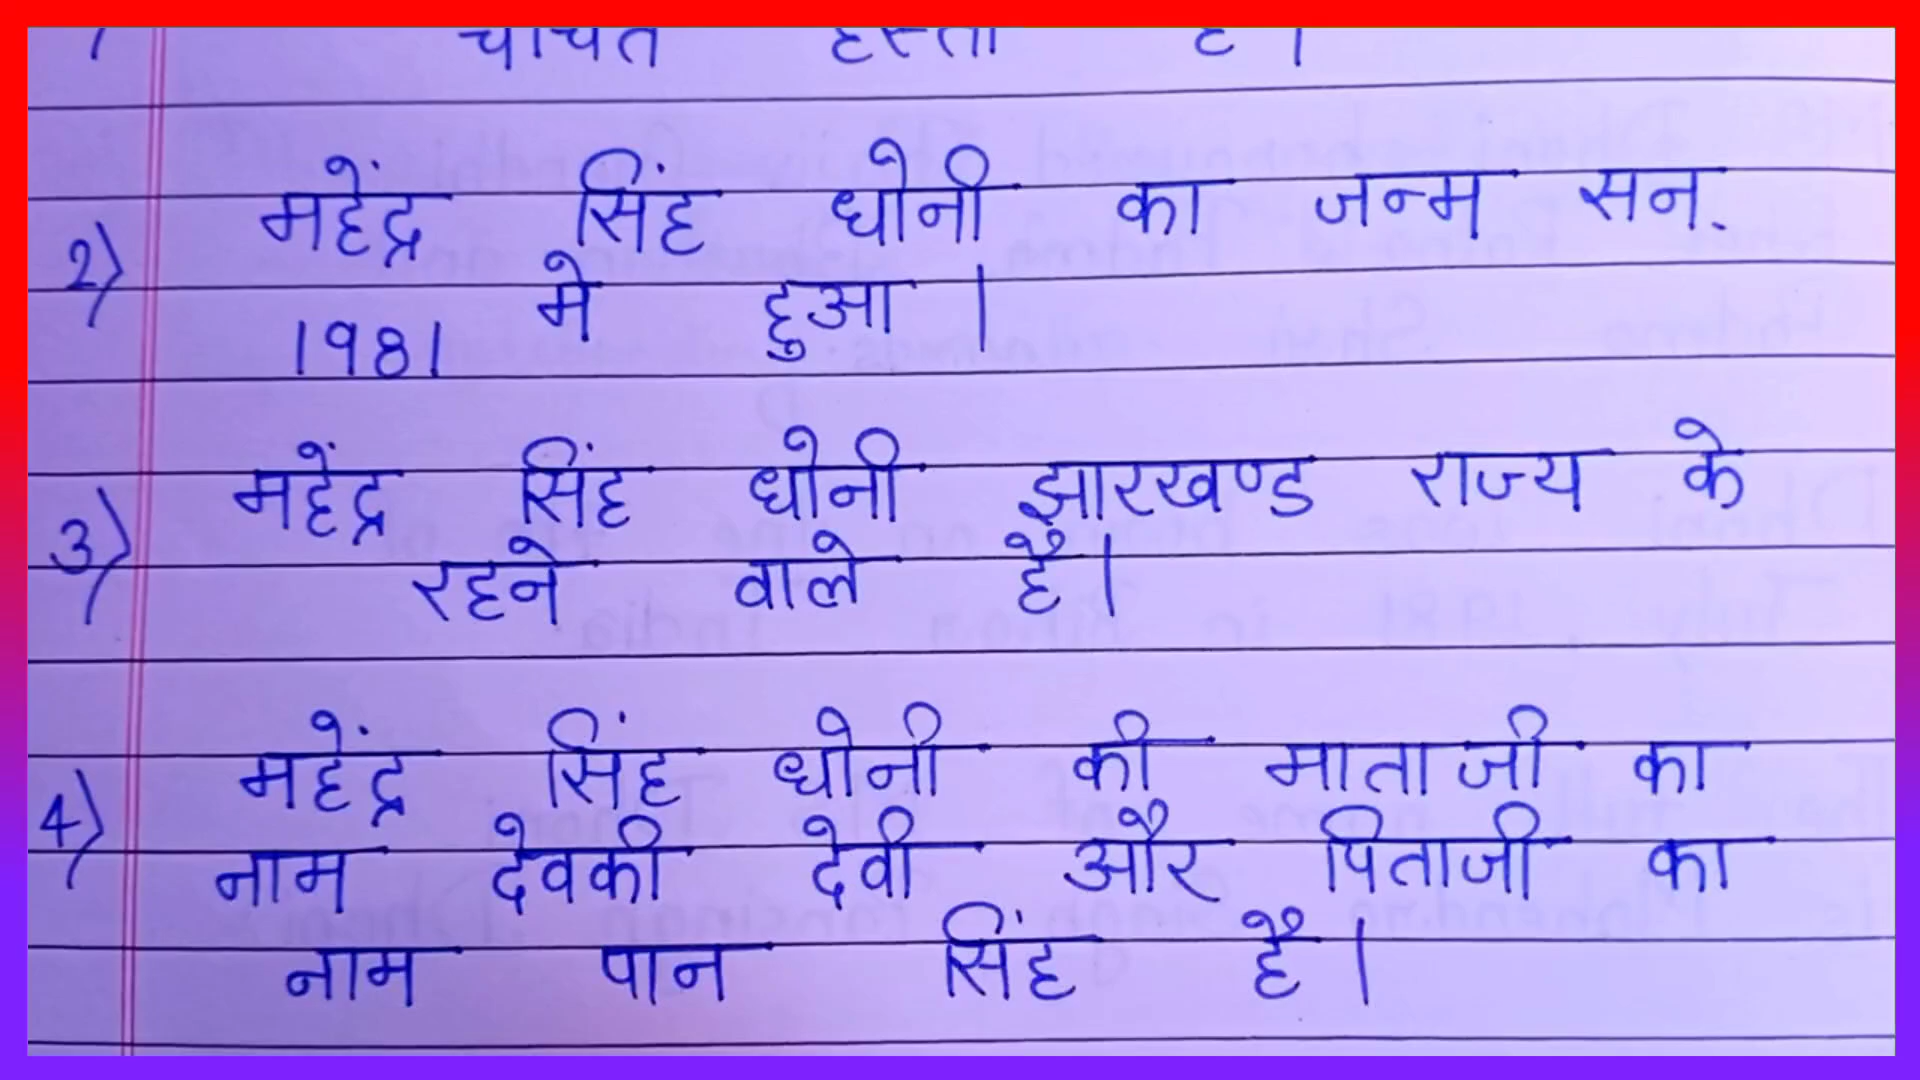 चर्चित हस्ती है।
महेंद्र सिंह धोनी का जन्म सन.
2) 1981 मे हुआ।
महेंद्र सिंह धोनी झारखण्ड राज्य के
3) रहने वाले है।
महेंद्र सिंह धोनी की माताजी का
4) नाम देवकी देवी और पिताजी का
नाम पान सिंह है।